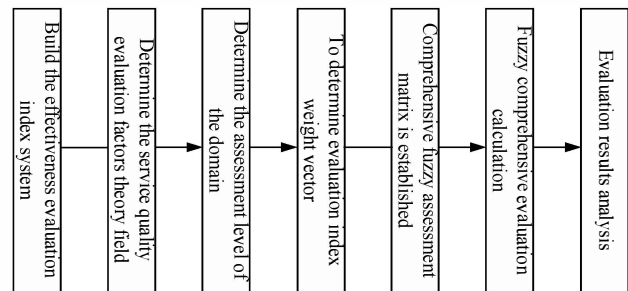 Build the effectiveness evaluation
index system
Determine the service quality
evaluation factors theory field
Determine the assessment level of
the domain
To determine evaluation index
weight vector
Comprehensive fuzzy assessment
matrix is established
Fuzzy comprehensive evaluation
calculation
Evaluation results analysis